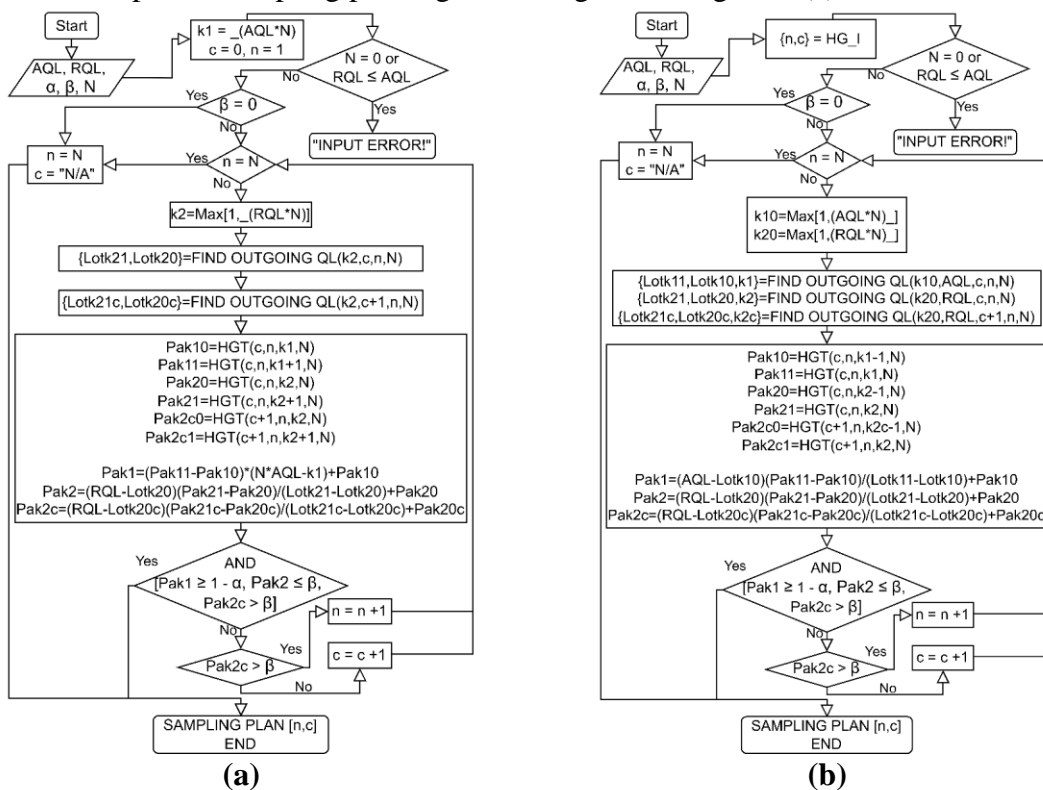 Start
AQL, RQL,
α, β, N
k1 = _(AQL*N)
c = 0, n = 1
N = 0 or
RQL ≤ AQL
No
Yes
"INPUT ERROR!"
β = 0
Yes
No
n = N
c = "N/A"
Yes
n = N
No
k2=Max[1,_(RQL*N)]
{Lotk21,Lotk20}=FIND OUTGOING QL(k2,c,n,N)
{Lotk21c,Lotk20c}=FIND OUTGOING QL(k2,c+1,n,N)
Pak10=HGT(c,n,k1,N)
Pak11=HGT(c,n,k1+1,N)
Pak20=HGT(c,n,k2,N)
Pak21=HGT(c,n,k2+1,N)
Pak2c0=HGT(c+1,n,k2,N)
Pak2c1=HGT(c+1,n,k2+1,N)
Pak1=(Pak11-Pak10)*(N*AQL-k1)+Pak10
Pak2=(RQL-Lotk20)(Pak21-Pak20)/(Lotk21-Lotk20)+Pak20
Pak2c=(RQL-Lotk20c)(Pak21c-Pak20c)/(Lotk21c-Lotk20c)+Pak20c
Yes
AND
[Pak1 ≥ 1 - α, Pak2 ≤ β,
Pak2c > β]
No
n = n +1
Yes
Pak2c > β
c = c +1
No
SAMPLING PLAN [n,c]
END
(a)
Start
AQL, RQL,
α, β, N
{n,c} = HG_I
N = 0 or
RQL ≤ AQL
No
Yes
"INPUT ERROR!"
β = 0
Yes
No
n = N
c = "N/A"
Yes
n = N
No
k10=Max[1,(AQL*N)_]
k20=Max[1,(RQL*N)_]
{Lotk11,Lotk10,k1}=FIND OUTGOING QL(k10,AQL,c,n,N)
{Lotk21,Lotk20,k2}=FIND OUTGOING QL(k20,RQL,c,n,N)
{Lotk21c,Lotk20c,k2c}=FIND OUTGOING QL(k20,RQL,c+1,n,N)
Pak10=HGT(c,n,k1-1,N)
Pak11=HGT(c,n,k1,N)
Pak20=HGT(c,n,k2-1,N)
Pak21=HGT(c,n,k2,N)
Pak2c0=HGT(c+1,n,k2c-1,N)
Pak2c1=HGT(c+1,n,k2,N)
Pak1=(AQL-Lotk10)(Pak11-Pak10)/(Lotk11-Lotk10)+Pak10
Pak2=(RQL-Lotk20)(Pak21-Pak20)/(Lotk21-Lotk20)+Pak20
Pak2c=(RQL-Lotk20c)(Pak21c-Pak20c)/(Lotk21c-Lotk20c)+Pak20c
Yes
AND
[Pak1 ≥ 1 - α, Pak2 ≤ β,
Pak2c > β]
No
n = n +1
Yes
Pak2c > β
c = c +1
No
SAMPLING PLAN [n,c]
END
(b)